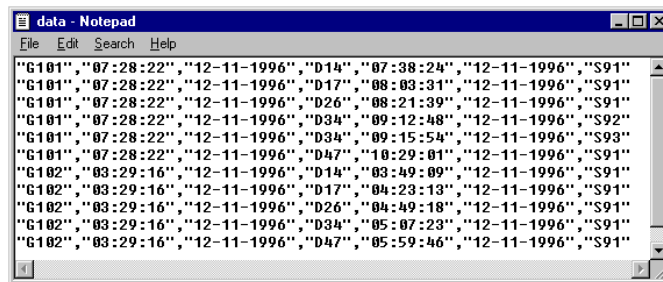 data - Notepad
File Edit Search Help
"G101","07:28:22","12-11-1996","D14","07:38:24","12-11-1996","S91"
"G101","07:28:22","12-11-1996","D17","08:03:31","12-11-1996","S91"
"G101","07:28:22","12-11-1996","D26","08:21:39","12-11-1996","S91"
"G101","07:28:22","12-11-1996","D34","09:12:48","12-11-1996","S92"
"G101","07:28:22","12-11-1996","D34","09:15:54","12-11-1996","S93"
"G101","07:28:22","12-11-1996","D47","10:29:01","12-11-1996","S91"
"G102","03:29:16","12-11-1996","D14","03:49:09","12-11-1996","S91"
"G102","03:29:16","12-11-1996","D17","04:23:13","12-11-1996","S91"
"G102","03:29:16","12-11-1996","D26","04:49:18","12-11-1996","S91"
"G102","03:29:16","12-11-1996","D34","05:07:23","12-11-1996","S91"
"G102","03:29:16","12-11-1996","D47","05:59:46","12-11-1996","S91"